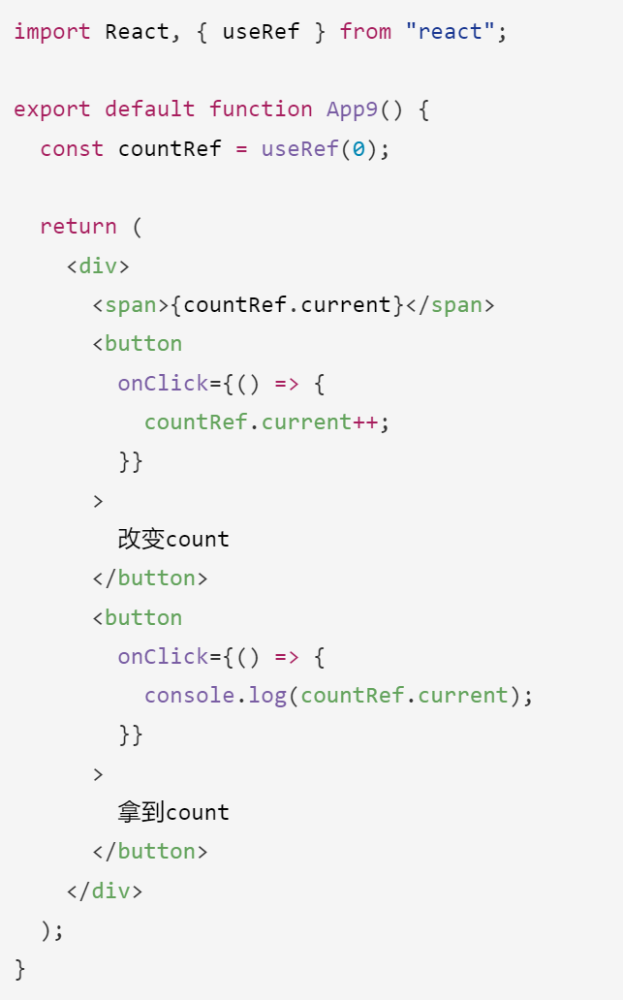 import React, { useRef } from "react";

export default function App9() {
  const countRef = useRef(0);

  return (
    <div>
      <span>{countRef.current}</span>
      <button
        onClick={() => {
          countRef.current++;
        }}
      >
        改变count
      </button>
      <button
        onClick={() => {
          console.log(countRef.current);
        }}
      >
        拿到count
      </button>
    </div>
  );
}